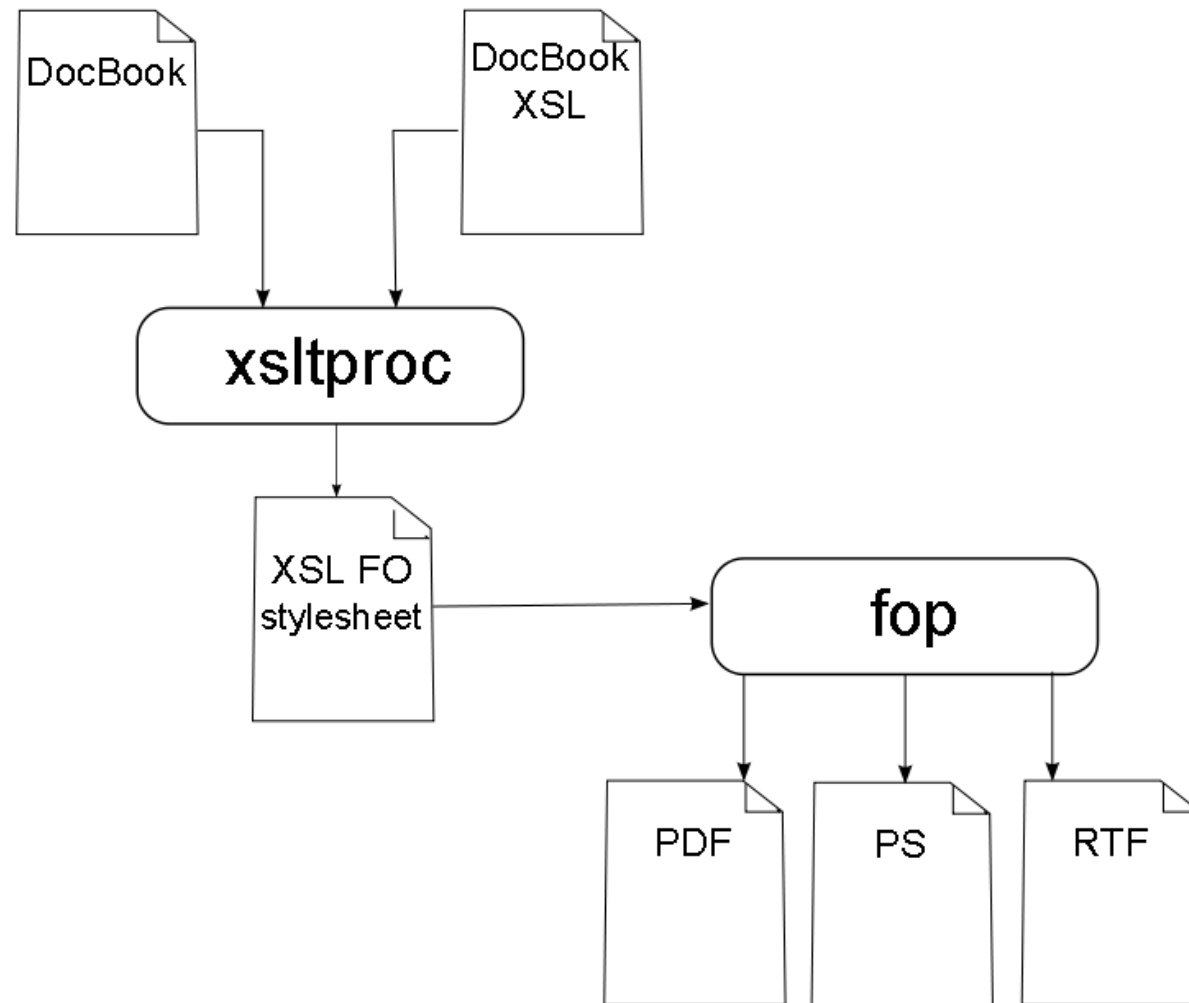 DocBook
DocBook
XSL
xsltproc
XSL FO
stylesheet
fop
PDF
PS
RTF